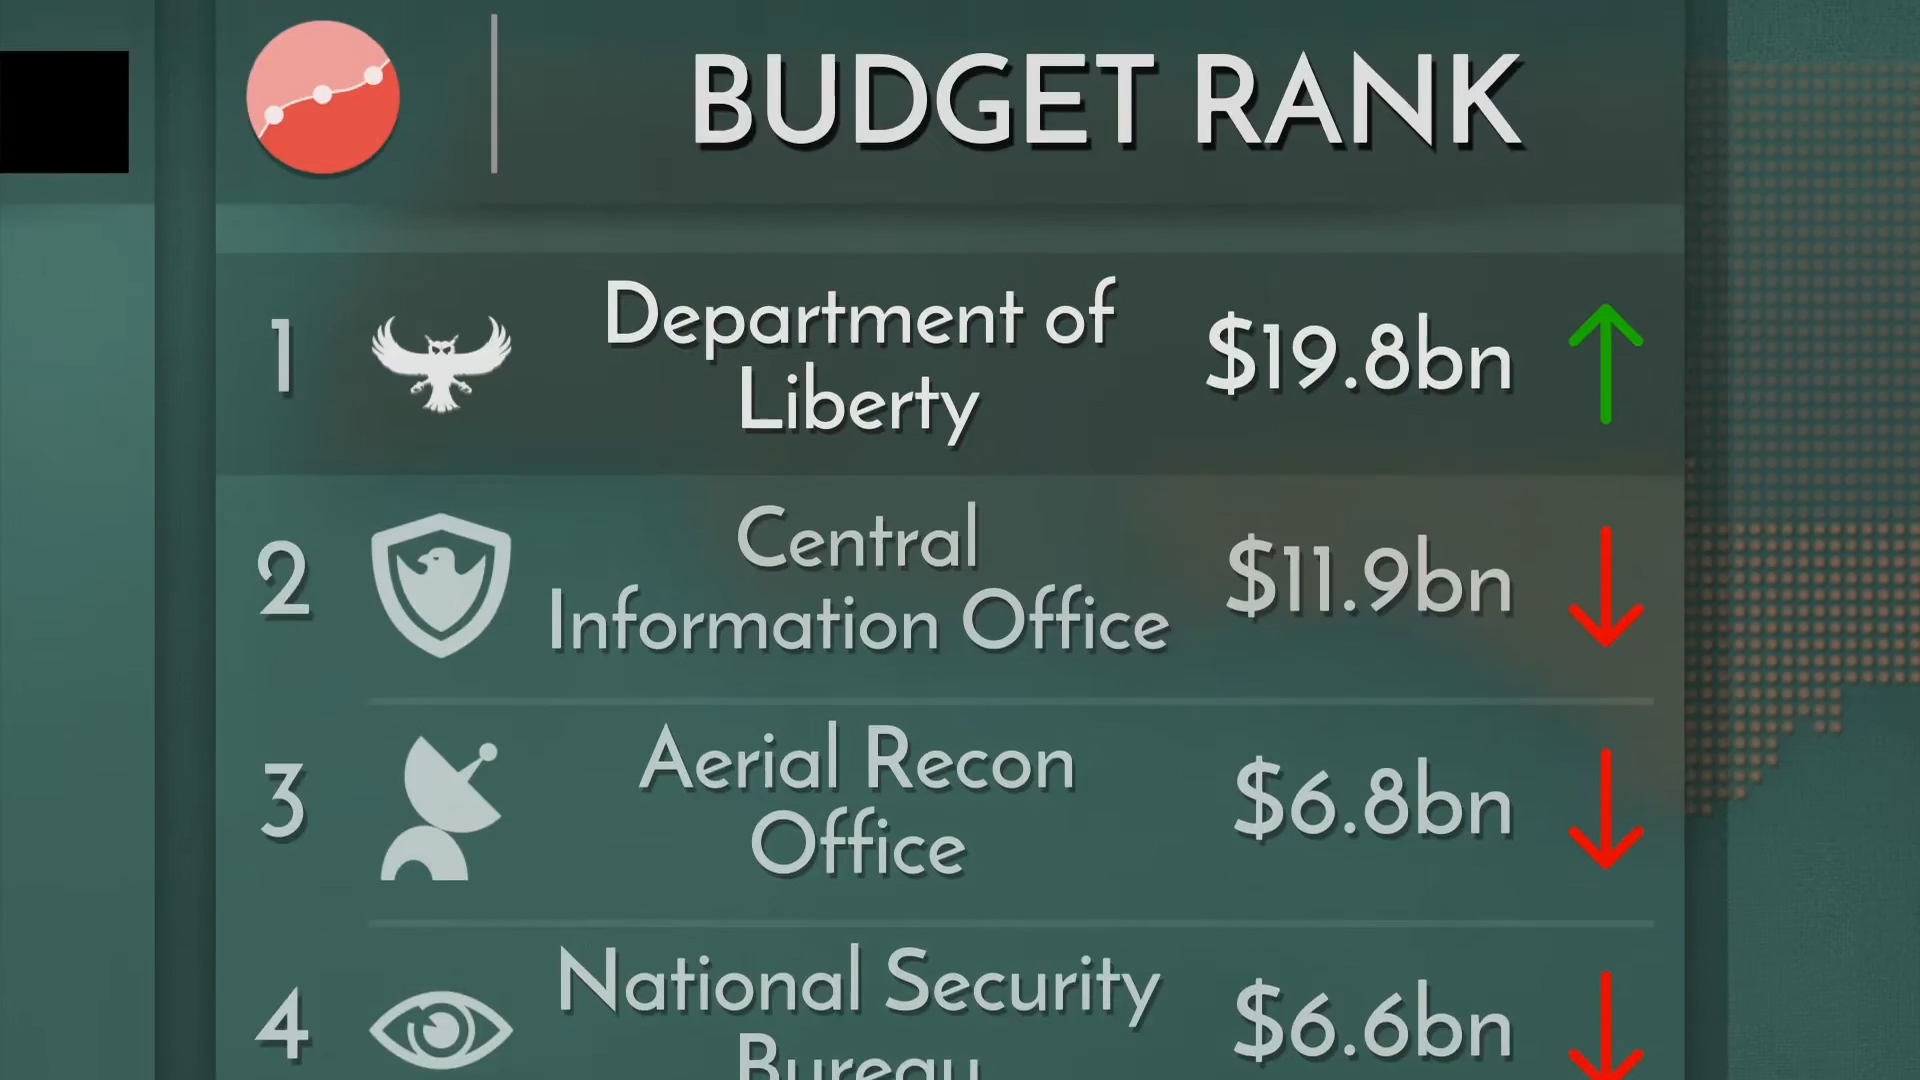 BUDGET RANK
1
Department of
Liberty
$19.8bn
2
Central
Information Office
$11.9bn
3
Aerial Recon
Office
$6.8bn
4
National Security
Bureau
$6.6bn